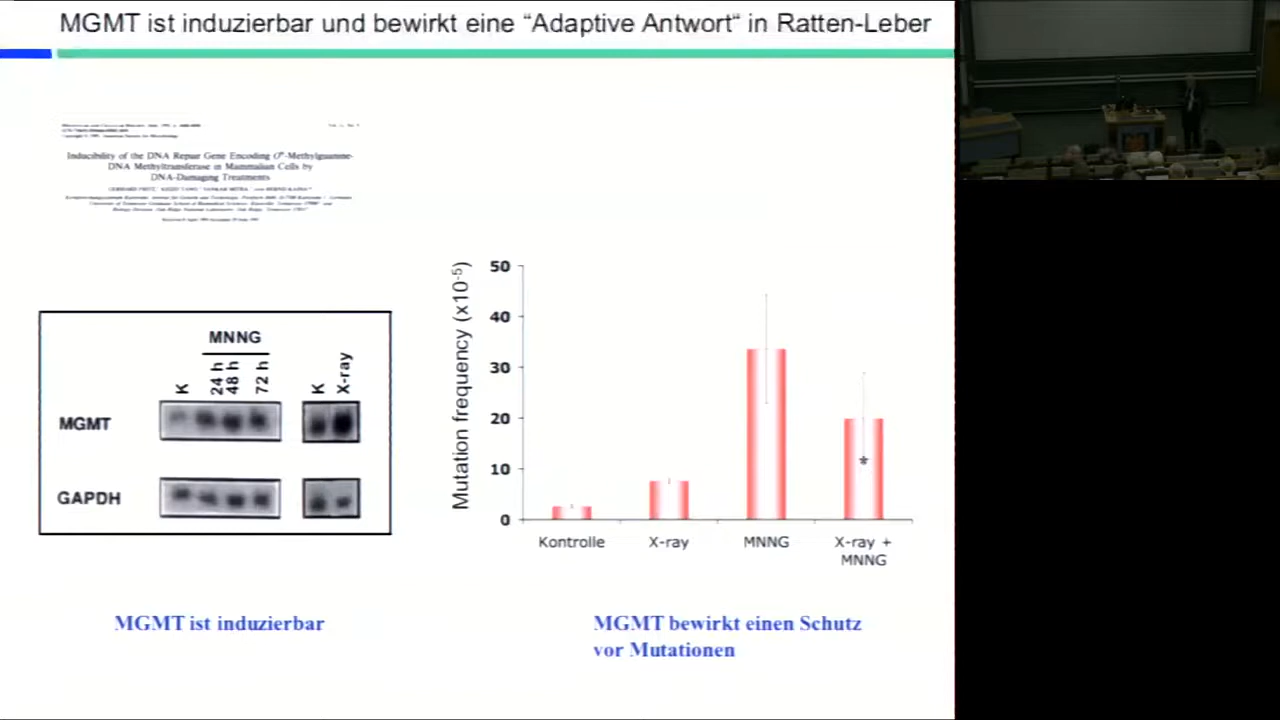 MGMT ist induzierbar und bewirkt eine “Adaptive Antwort“ in Ratten-Leber
Inducibility of the DNA Repair Gene Encoding O⁶-Methylguanine-
DNA Methyltransferase in Mammalian Cells by
DNA-Damaging Treatments
MNNG
K
24 h
48 h
72 h
K
X-ray
MGMT
GAPDH
MGMT ist induzierbar
Mutation frequency (x10⁻⁵)
50
40
30
20
10
0
*
Kontrolle
X-ray
MNNG
X-ray +
MNNG
MGMT bewirkt einen Schutz
vor Mutationen